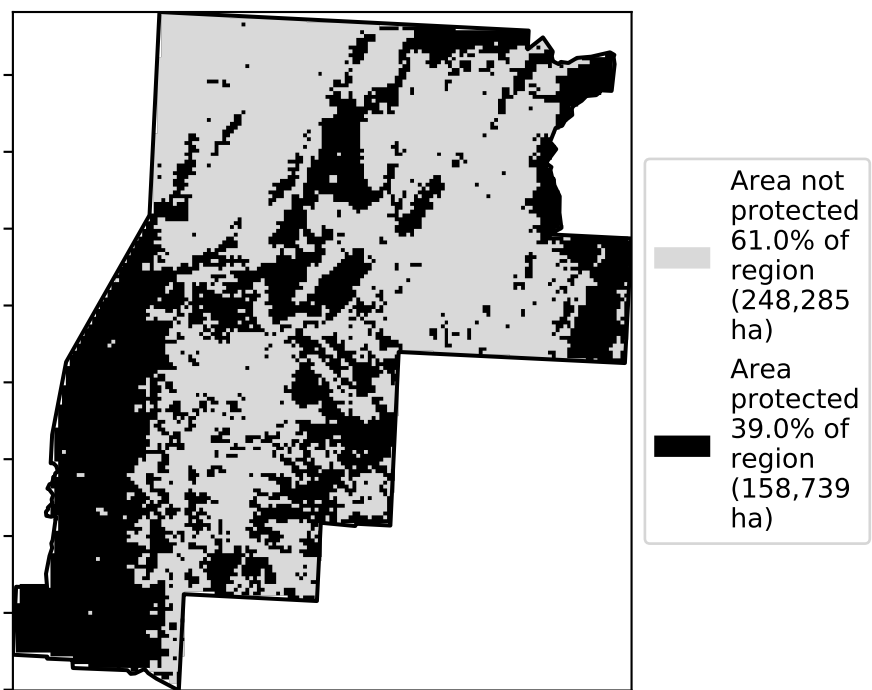 Area not
protected
61.0% of
region
(248,285
ha)
Area
protected
39.0% of
region
(158,739
ha)